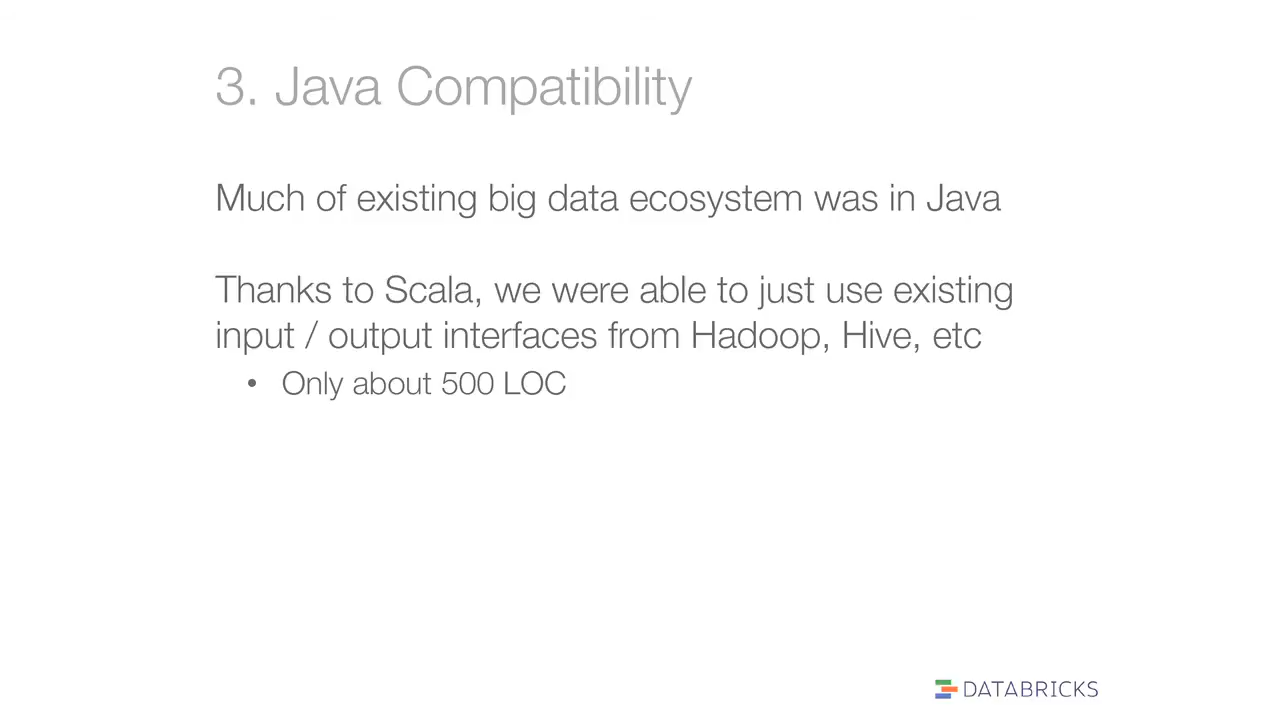 3. Java Compatibility
Much of existing big data ecosystem was in Java
Thanks to Scala, we were able to just use existing
input / output interfaces from Hadoop, Hive, etc
• Only about 500 LOC
DATABRICKS